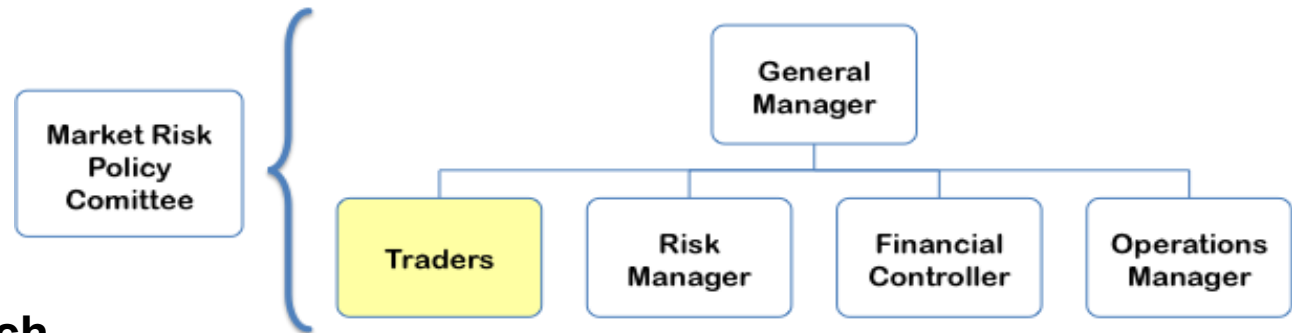 General
Manager
Market Risk
Policy
Comittee
Traders
Risk
Manager
Financial
Controller
Operations
Manager